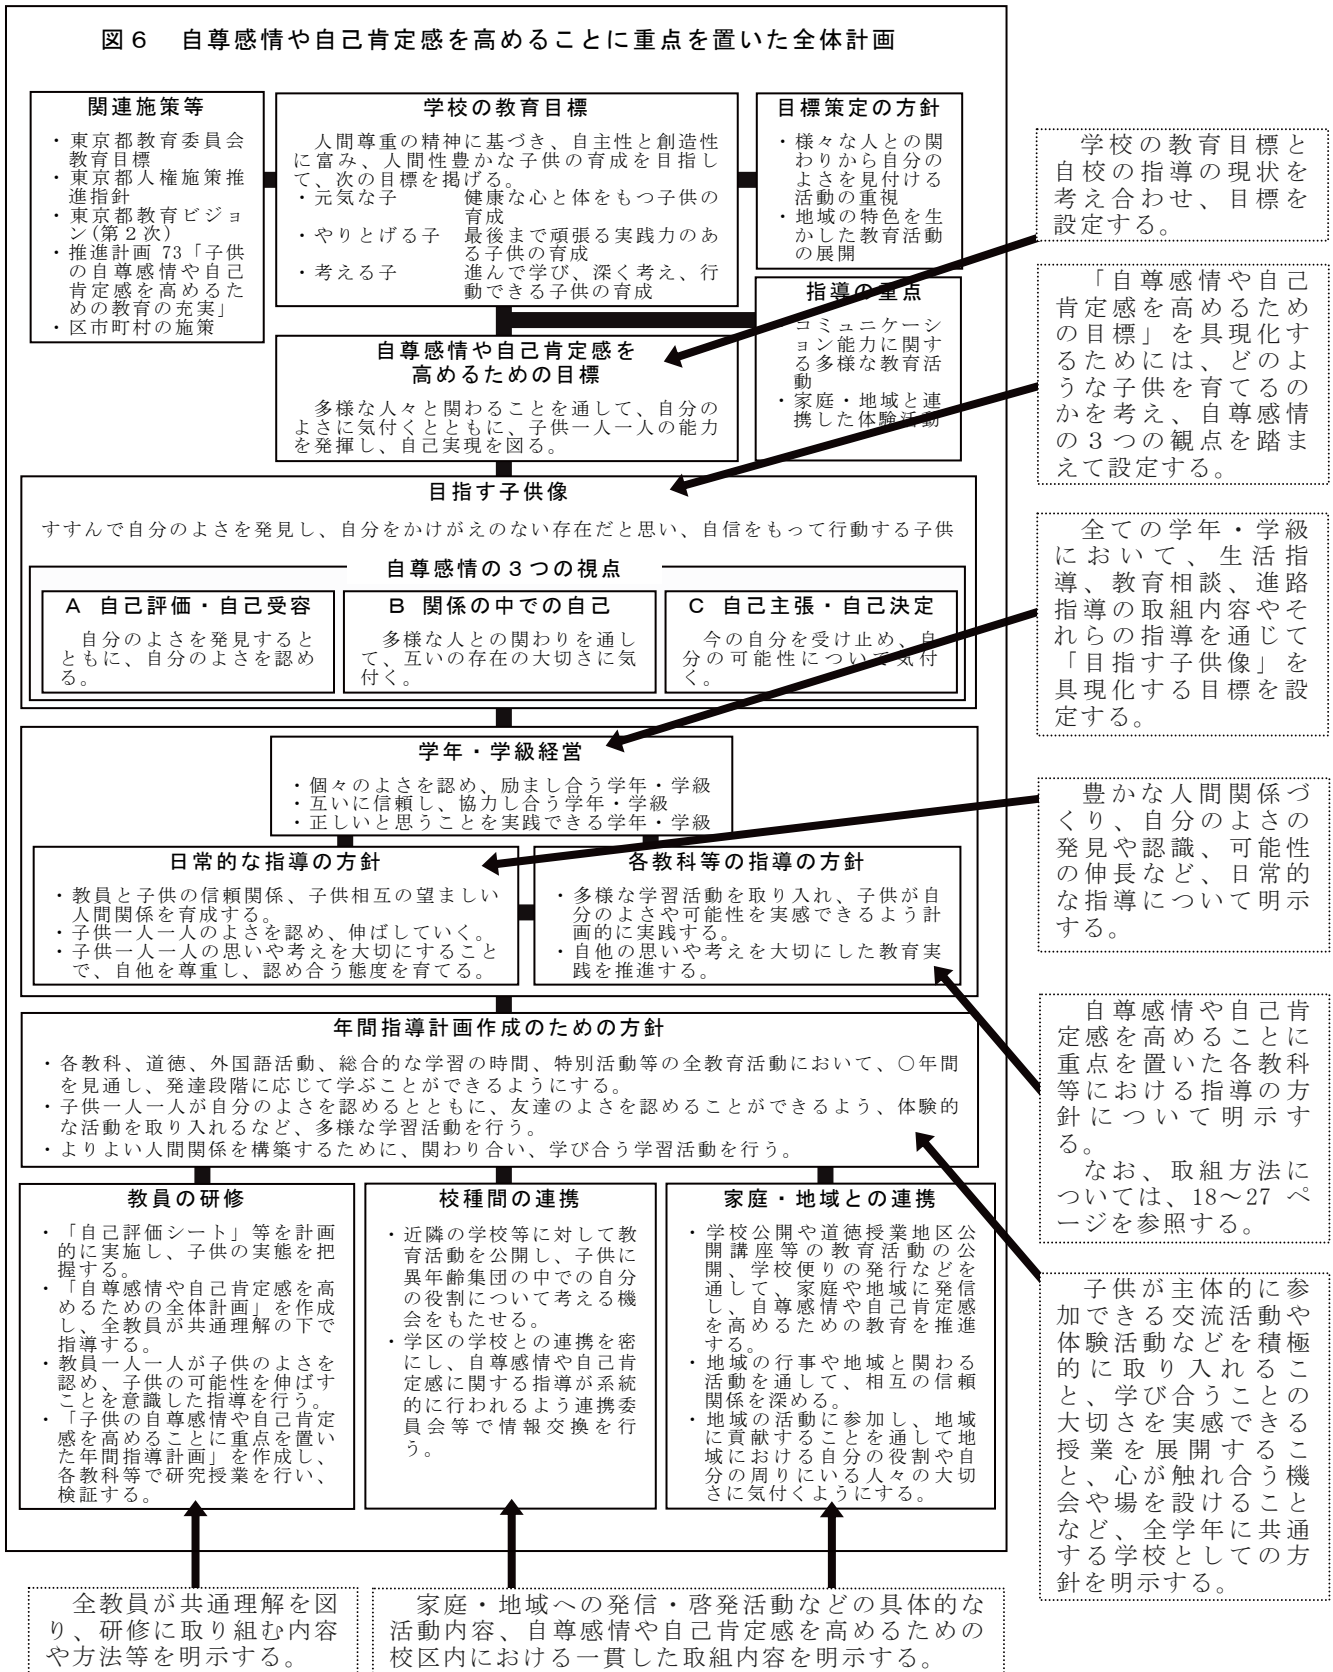 図６　自尊感情や自己肯定感を高めることに重点を置いた全体計画
関連施策等
・東京都教育委員会
教育目標
・東京都人権施策推
進指針
・東京都教育ビジョ
ン(第２次)
・推進計画 73「子供
の自尊感情や自己
肯定感を高めるた
めの教育の充実」
・区市町村の施策
学校の教育目標
人間尊重の精神に基づき、自主性と創造性
に富み、人間性豊かな子供の育成を目指し
て、次の目標を掲げる。
・元気な子　健康な心と体をもつ子供の
育成
・やりとげる子　最後まで頑張る実践力のあ
る子供の育成
・考える子　進んで学び、深く考え、行
動できる子供の育成
目標策定の方針
・様々な人との関
わりから自分の
よさを見付ける
活動の重視
・地域の特色を生
かした教育活動
の展開
指導の重点
コミュニケーシ
ョン能力に関す
る多様な教育活
動
・家庭・地域と連
携した体験活動
自尊感情や自己肯定感を
高めるための目標
多様な人々と関わることを通して、自分の
よさに気付くとともに、子供一人一人の能力
を発揮し、自己実現を図る。
目指す子供像
すすんで自分のよさを発見し、自分をかけがえのない存在だと思い、自信をもって行動する子供
自尊感情の３つの視点
Ａ 自己評価・自己受容
自分のよさを発見すると
ともに、自分のよさを認め
る。
Ｂ 関係の中での自己
多様な人との関わりを通し
て、互いの存在の大切さに気
付く。
Ｃ 自己主張・自己決定
今の自分を受け止め、自
分の可能性について気付
く。
学年・学級経営
・個々のよさを認め、励まし合う学年・学級
・互いに信頼し、協力し合う学年・学級
・正しいと思うことを実践できる学年・学級
日常的な指導の方針
・教員と子供の信頼関係、子供相互の望ましい
人間関係を育成する。
・子供一人一人のよさを認め、伸ばしていく。
・子供一人一人の思いや考えを大切にすること
で、自他を尊重し、認め合う態度を育てる。
各教科等の指導の方針
・多様な学習活動を取り入れ、子供が自
分のよさや可能性を実感できるよう計
画的に実践する。
・自他の思いや考えを大切にした教育実
践を推進する。
年間指導計画作成のための方針
・各教科、道徳、外国語活動、総合的な学習の時間、特別活動等の全教育活動において、〇年間
を見通し、発達段階に応じて学ぶことができるようにする。
・子供一人一人が自分のよさを認めるとともに、友達のよさを認めることができるよう、体験的
な活動を取り入れるなど、多様な学習活動を行う。
・よりよい人間関係を構築するために、関わり合い、学び合う学習活動を行う。
教員の研修
・「自己評価シート」等を計画
的に実施し、子供の実態を把
握する。
・「自尊感情や自己肯定感を高
めるための全体計画」を作成
し、全教員が共通理解の下で
指導する。
・教員一人一人が子供のよさを
認め、子供の可能性を伸ばす
ことを意識した指導を行う。
・「子供の自尊感情や自己肯定
感を高めることに重点を置い
た年間指導計画」を作成し、
各教科等で研究授業を行い、
検証する。
校種間の連携
・近隣の学校等に対して教
育活動を公開し、子供に
異年齢集団の中での自分
の役割について考える機
会をもたせる。
・学区の学校との連携を密
にし、自尊感情や自己肯
定感に関する指導が系統
的に行われるよう連携委
員会等で情報交換を行
う。
家庭・地域との連携
・学校公開や道徳授業地区公
開講座等の教育活動の公
開、学校便りの発行などを
通して、家庭や地域に発信
し、自尊感情や自己肯定感
を高めるための教育を推進
する。
・地域の行事や地域と関わる
活動を通して、相互の信頼
関係を深める。
・地域の活動に参加し、地域
に貢献することを通して地
域における自分の役割や自
分の周りにいる人々の大切
さに気付くようにする。
学校の教育目標と
自校の指導の現状を
考え合わせ、目標を
設定する。
「自尊感情や自己
肯定感を高めるため
の目標」を具現化す
るためには、どのよ
うな子供を育てるの
かを考え、自尊感情
の３つの観点を踏ま
えて設定する。
全ての学年・学級
において、生活指
導、教育相談、進路
指導の取組内容やそ
れらの指導を通じて
「目指す子供像」を
具現化する目標を設
定する。
豊かな人間関係づ
くり、自分のよさの
発見や認識、可能性
の伸長など、日常的
な指導について明示
する。
自尊感情や自己肯
定感を高めることに
重点を置いた各教科
等における指導の方
針について明示す
る。
なお、取組方法に
ついては、18～27 ペ
ージを参照する。
子供が主体的に参
加できる交流活動や
体験活動などを積極
的に取り入れるこ
と、学び合うことの
大切さを実感できる
授業を展開するこ
と、心が触れ合う機
会や場を設けること
など、全学年に共通
する学校としての方
針を明示する。
全教員が共通理解を図
り、研修に取り組む内容
や方法等を明示する。
家庭・地域への発信・啓発活動などの具体的な
活動内容、自尊感情や自己肯定感を高めるための
校区内における一貫した取組内容を明示する。